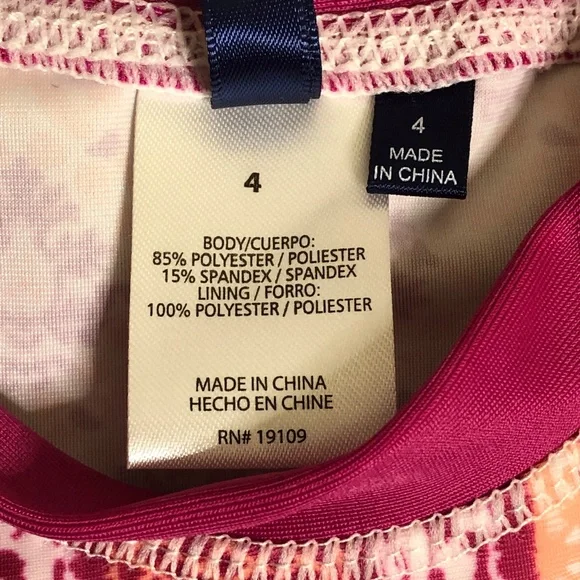 4
BODY/CUERPO:
85% POLYESTER / POLIESTER
15% SPANDEX / SPANDEX
LINING / FORRO:
100% POLYESTER / POLIESTER
MADE IN CHINA
HECHO EN CHINE
RN# 19109
4
MADE
IN CHINA